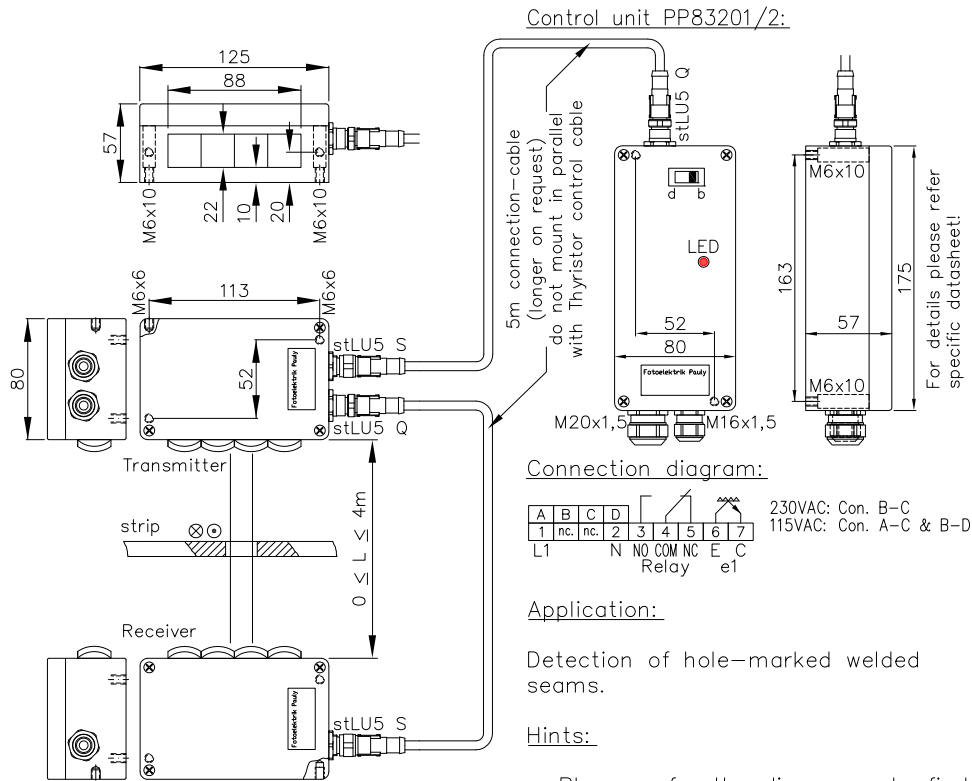 Control unit PP83201/2:
125
88
57
M6x10
22
10
20
M6x10
5m connection-cable
(longer on request)
do not mount in parallel
with Thyristor control cable
stLU5 Q
d b
LED
52
80
Fotoelektrik Pauly
M20x1,5
M16x1,5
M6x10
163
175
57
M6x10
For details please refer
specific datasheet!
M6x6
113
M6x6
80
52
Fotoelektrik Pauly
stLU5 S
stLU5 Q
Transmitter
strip
0 ≤ L ≤ 4m
Receiver
Fotoelektrik Pauly
stLU5 S
Connection diagram:
A B C D
1 nc. nc. 2 3 4 5 6 7
L1 N NO COM NC E C
Relay e1
230VAC: Con. B-C
115VAC: Con. A-C & B-D
Application:
Detection of hole-marked welded
seams.
Hints: